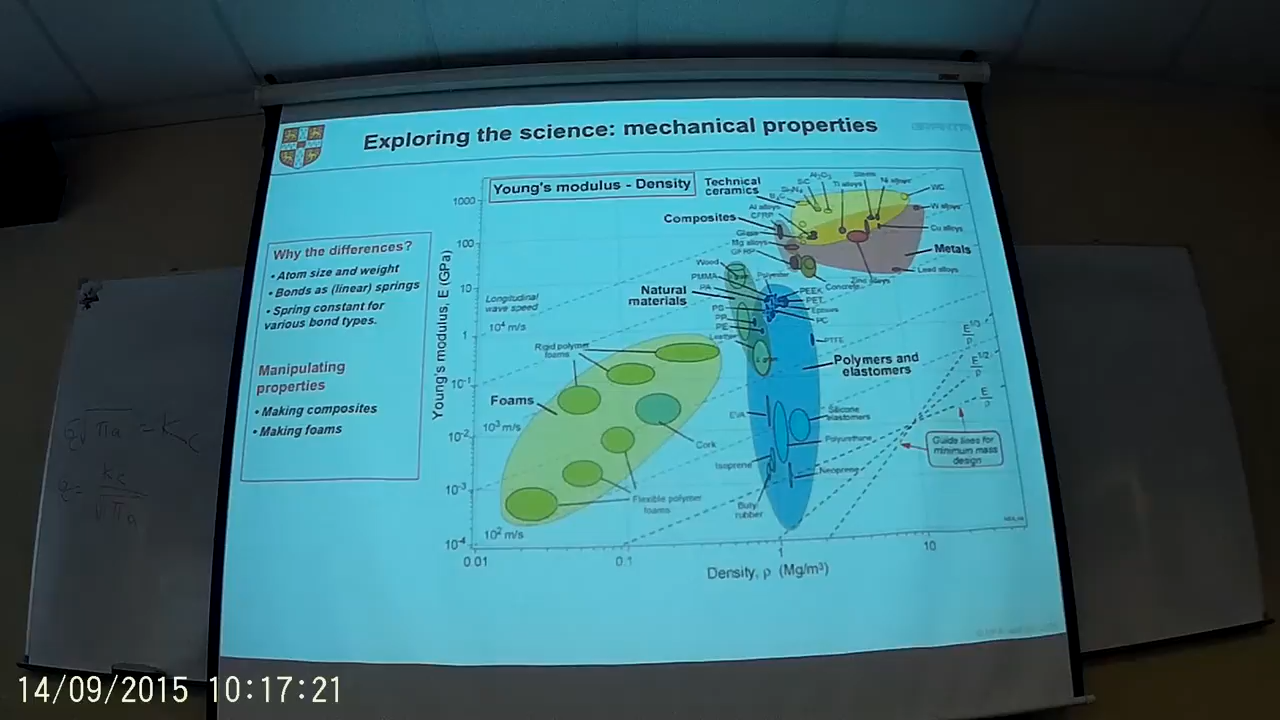 Exploring the science: mechanical properties
Why the differences?
• Atom size and weight
• Bonds as (linear) springs
• Spring constant for
various bond types.
Manipulating
properties
• Making composites
• Making foams
Young's modulus - Density
Young's modulus, E (GPa)
1000
100
10
1
10-1
10-2
10-3
10-4
0.01
0.1
1
10
Density, ρ (Mg/m³)
Technical
ceramics
Al2O3
Ti alloys
Steels
Ni alloys
WC
W alloys
Cu alloys
Metals
Lead alloys
Zinc alloys
Al alloys
CFRP
Composites
Glass
Mg alloys
GFRP
Concrete
Wood
PMMA
PA
Polyester
PEEK
PET
Epoxies
PC
Natural
materials
PS
PP
PE
Leather
PTFE
Longitudinal
wave speed
10⁴ m/s
Rigid polymer
foams
Polymers and
elastomers
Foams
10³ m/s
EVA
Silicone
elastomers
Cork
Polyurethane
Isoprene
Neoprene
Flexible polymer
foams
Butyl
rubber
10² m/s
E1/3
ρ
E1/2
ρ
E
ρ
Guide lines for
minimum mass
design
14/09/2015 10:17:21